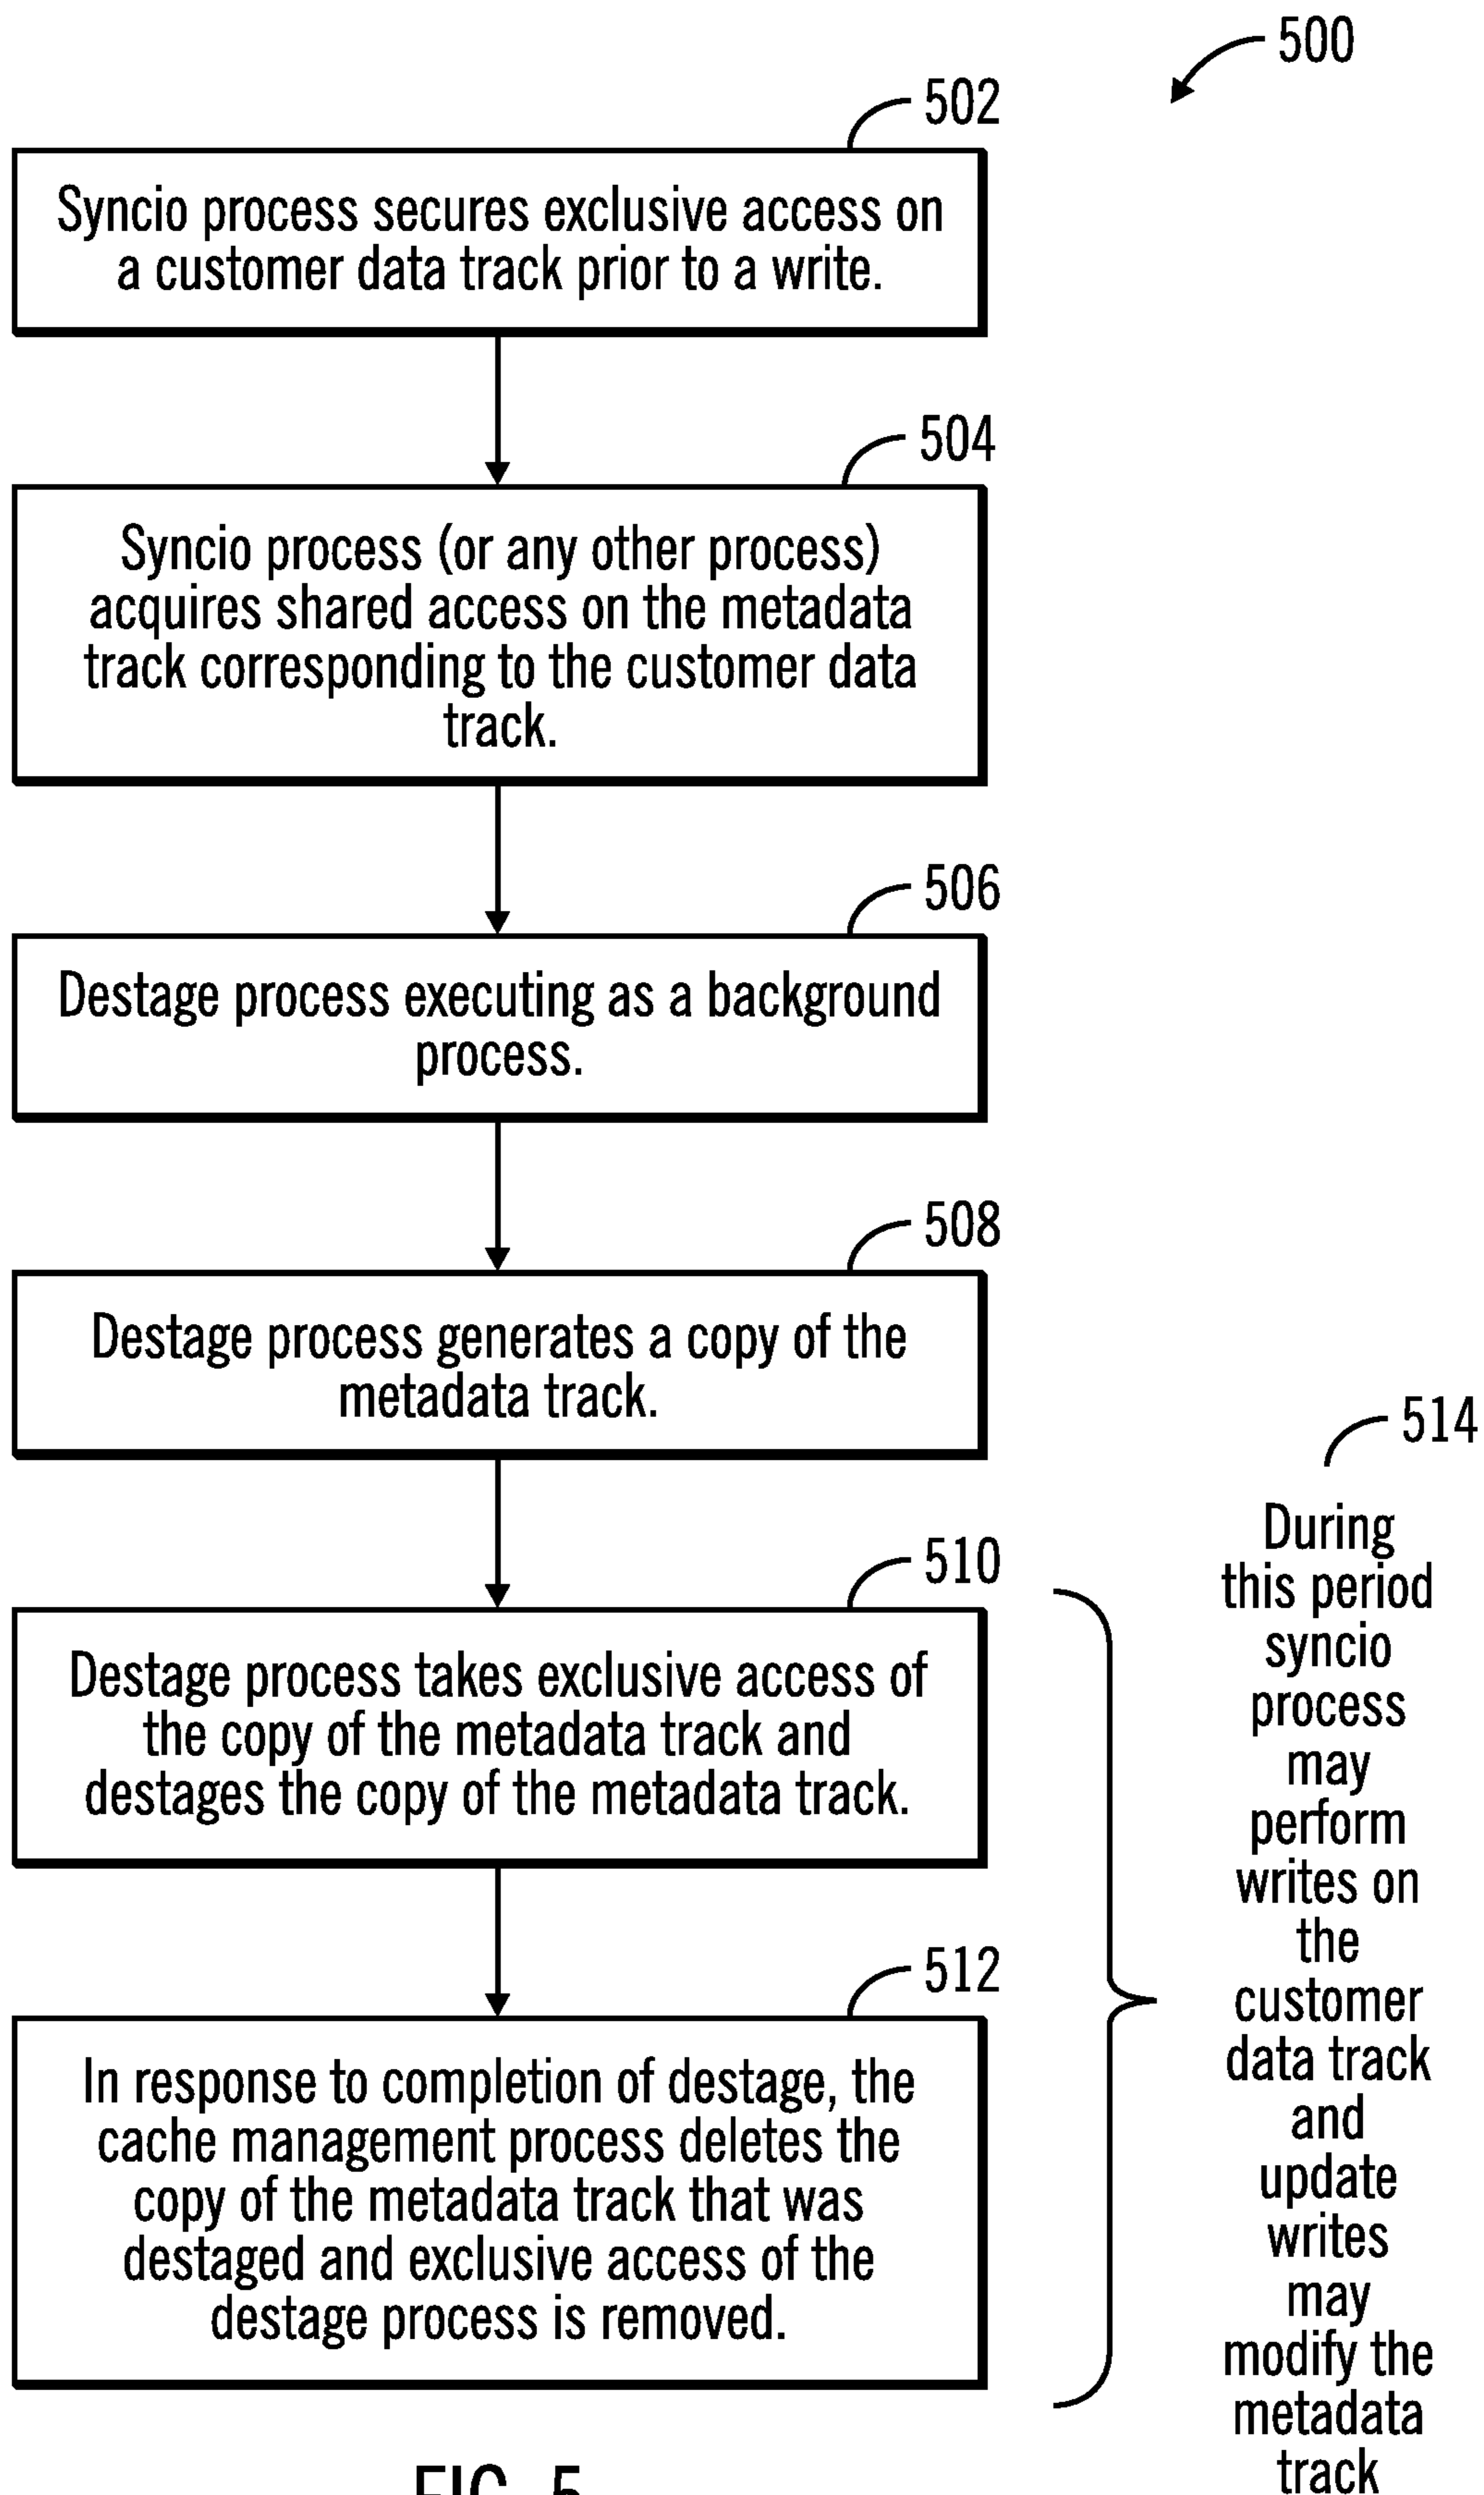 500
502
Syncio process secures exclusive access on
a customer data track prior to a write.
504
Syncio process (or any other process)
acquires shared access on the metadata
track corresponding to the customer data
track.
506
Destage process executing as a background
process.
508
Destage process generates a copy of the
metadata track.
510
Destage process takes exclusive access of
the copy of the metadata track and
destages the copy of the metadata track.
512
In response to completion of destage, the
cache management process deletes the
copy of the metadata track that was
destaged and exclusive access of the
destage process is removed.
514
During
this period
syncio
process
may
perform
writes on
the
customer
data track
and
update
writes
may
modify the
metadata
track
FIG. 5